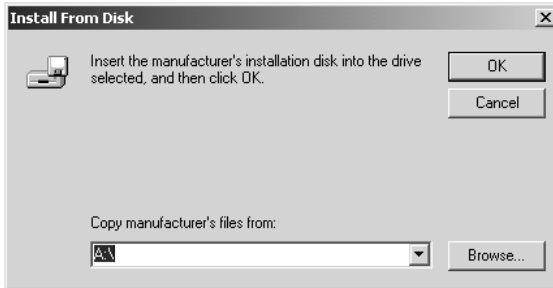 Install From Disk
Insert the manufacturer's installation disk into the drive
selected, and then click OK.
OK
Cancel
Copy manufacturer's files from:
A:\
Browse...